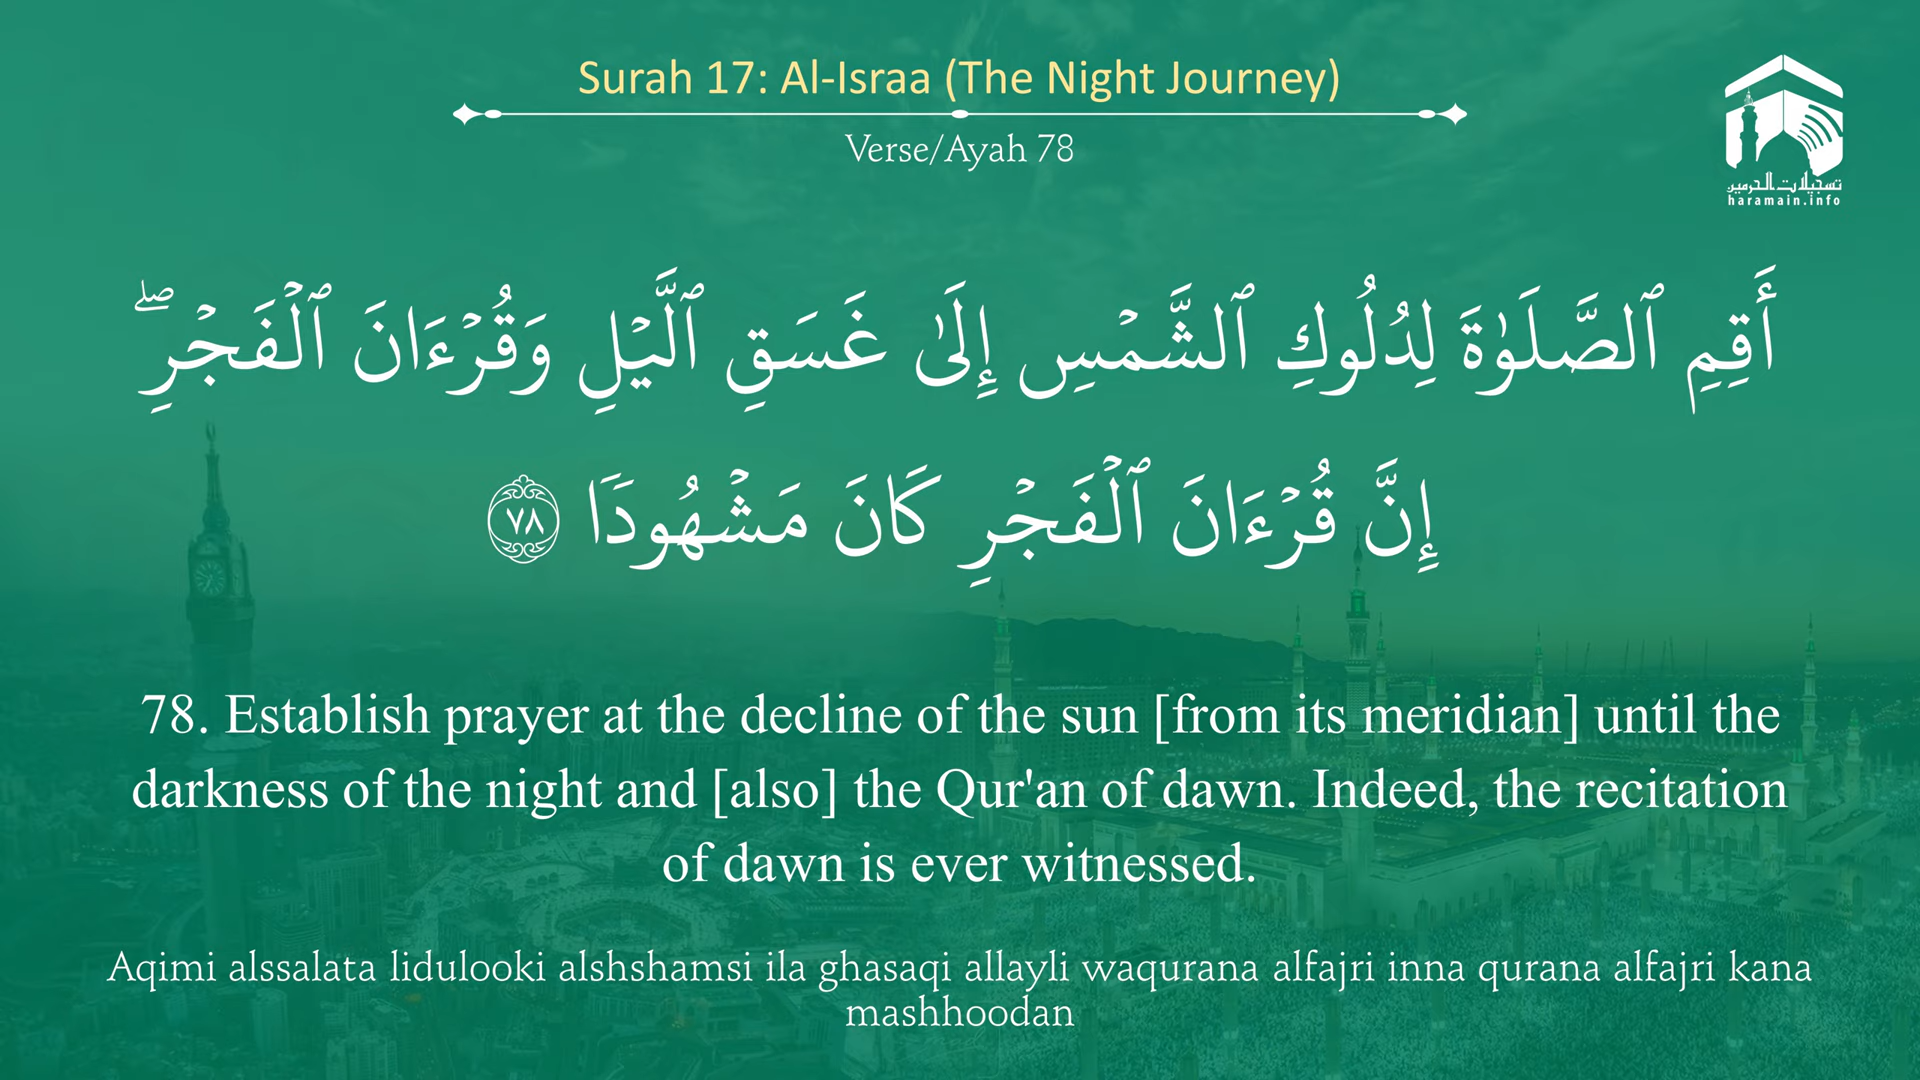 Surah 17: Al-Israa (The Night Journey)
Verse/Ayah 78
تسجيلات الحرمين
haramain.info
أَقِمِ ٱلصَّلَوٰةَ لِدُلُوكِ ٱلشَّمْسِ إِلَىٰ غَسَقِ ٱلَّيْلِ وَقُرْءَانَ ٱلْفَجْرِ ۖ
إِنَّ قُرْءَانَ ٱلْفَجْرِ كَانَ مَشْهُودًا ٧٨
78. Establish prayer at the decline of the sun [from its meridian] until the
darkness of the night and [also] the Qur'an of dawn. Indeed, the recitation
of dawn is ever witnessed.
Aqimi alssalata lidulooki alshshamsi ila ghasaqi allayli waqurana alfajri inna qurana alfajri kana
mashhoodan